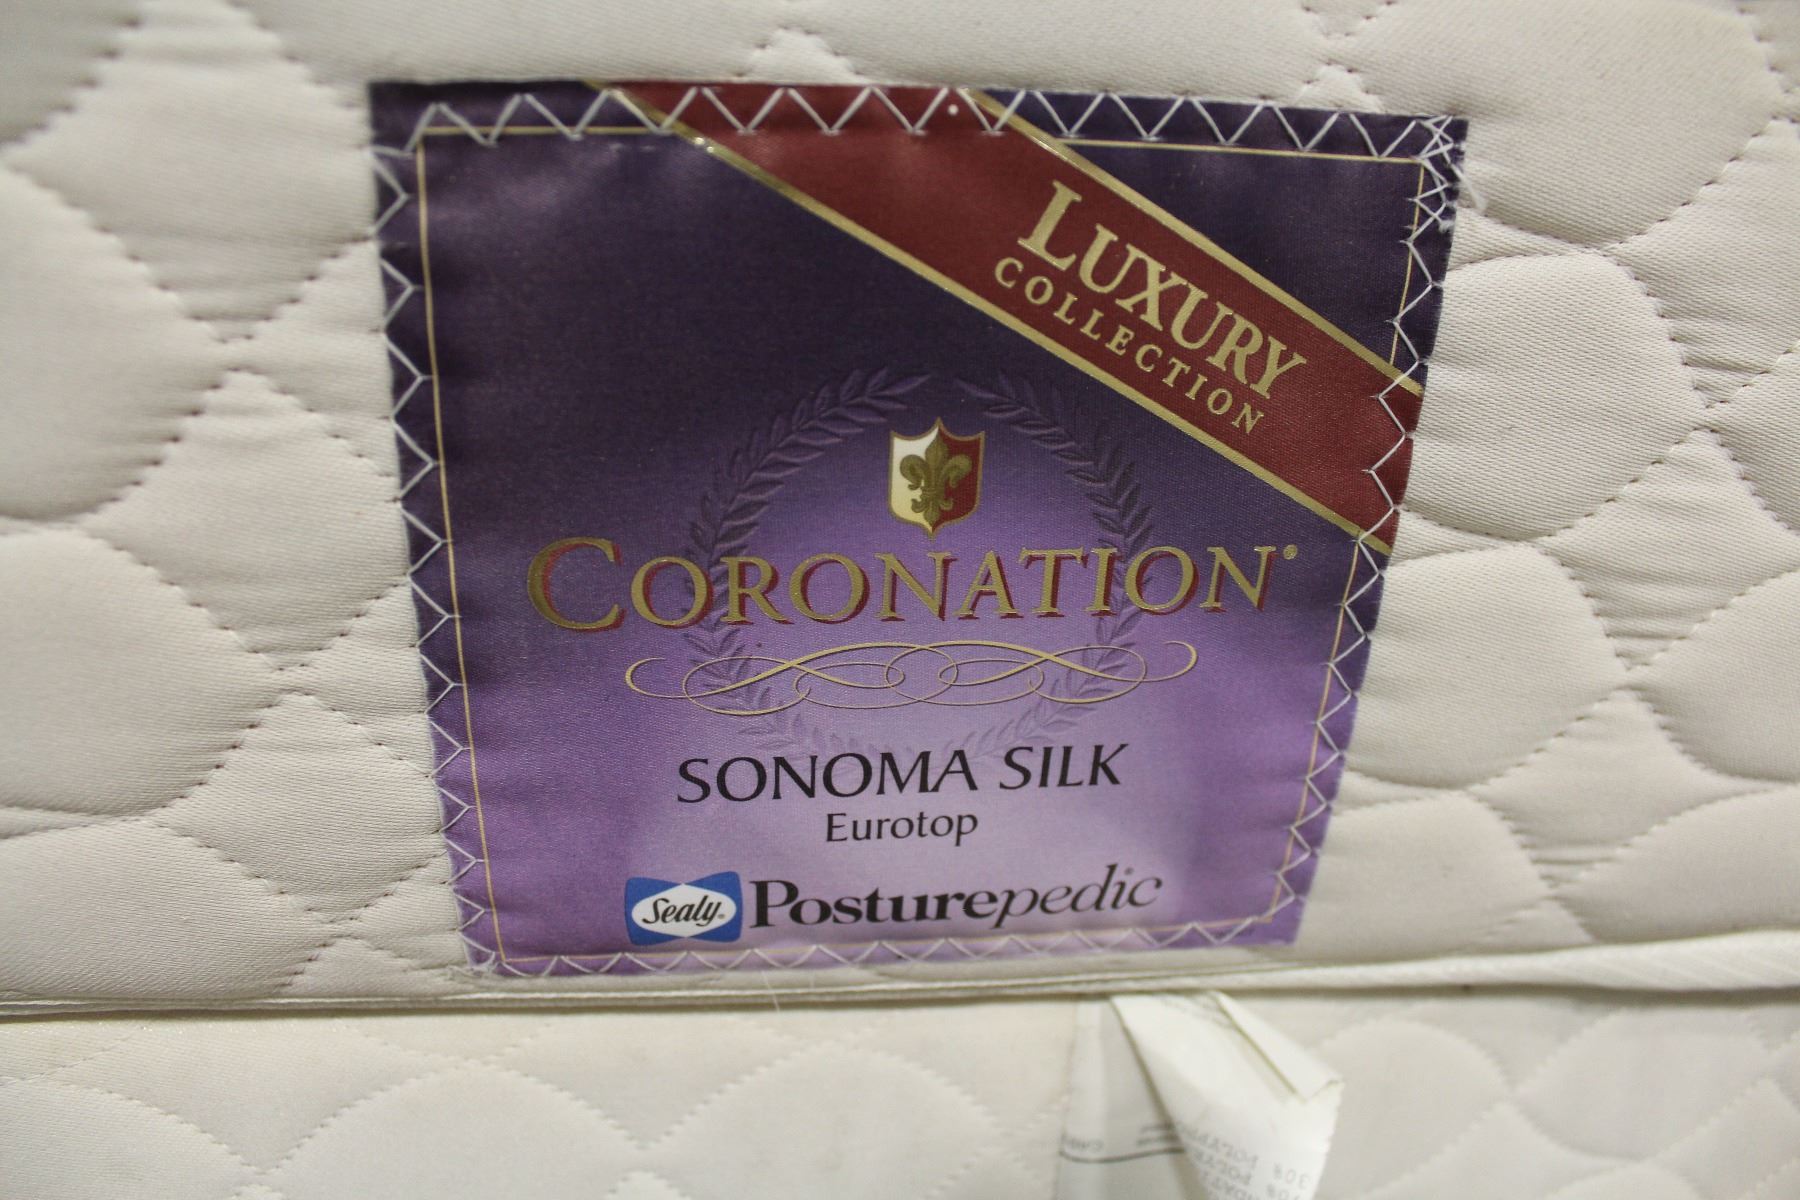 LUXURY
COLLECTION
CORONATION
SONOMA SILK
Eurotop
Sealy Posturepedic